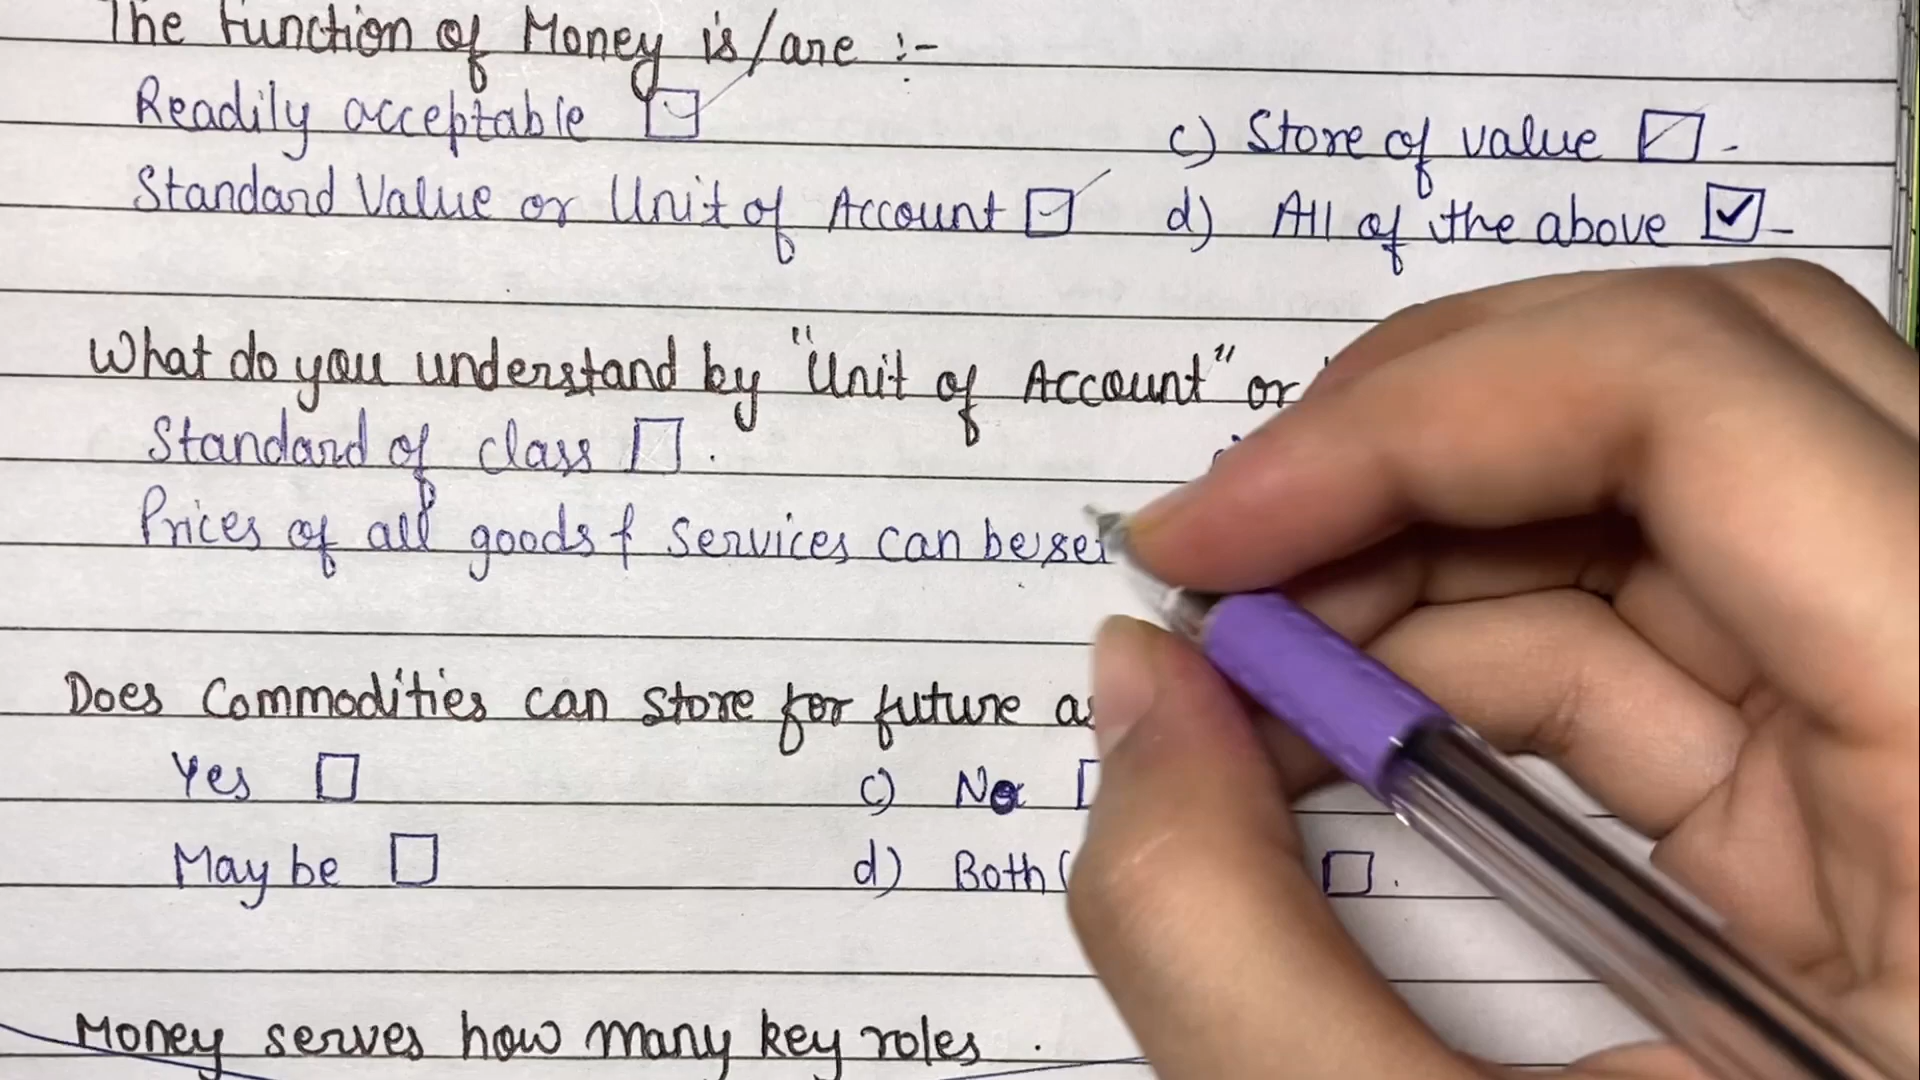 The function of Money is/are :-
Readily acceptable
c) Store of value
Standard Value or Unit of Account
d) All of the above
What do you understand by "Unit of Account" or
Standard of class
Prices of all goods & services can be set
Does Commodities can store for future as
Yes
c) No
May be
d) Both (
Money serves how many key roles.